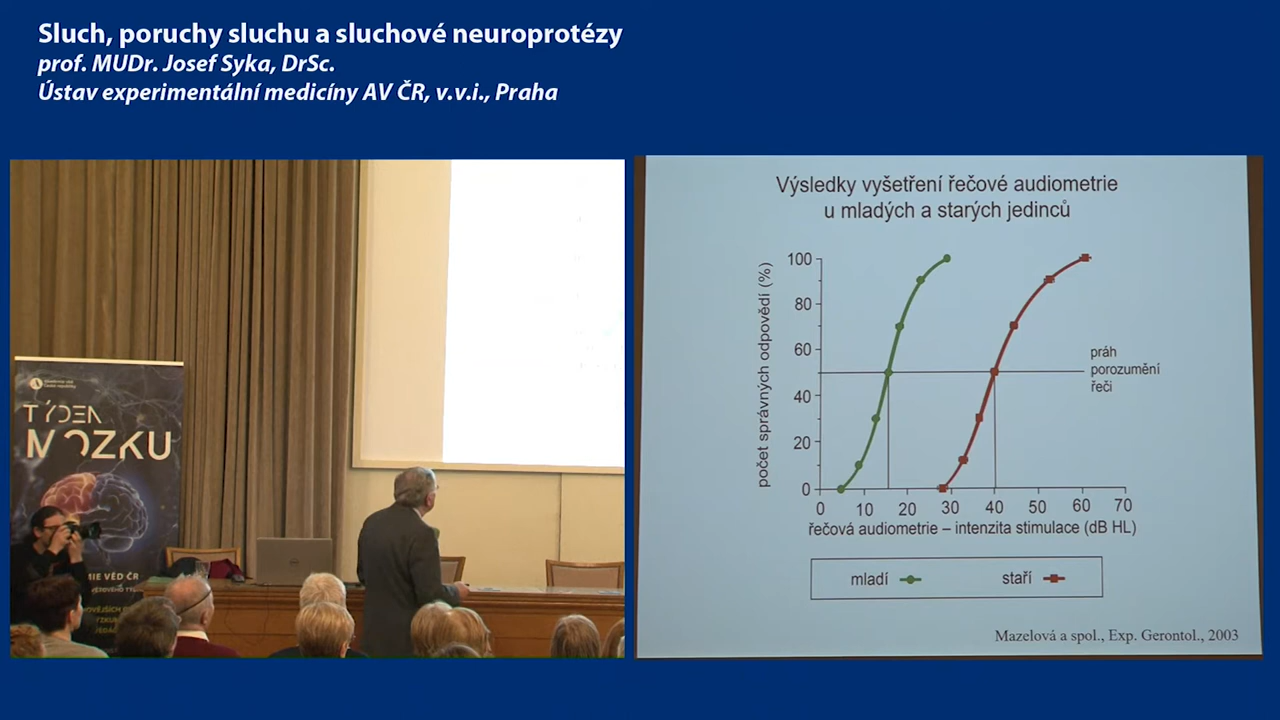 Sluch, poruchy sluchu a sluchové neuroprotézy
prof. MUDr. Josef Syka, DrSc.
Ústav experimentální medicíny AV ČR, v.v.i., Praha
TÝDEN
MOZKU
MIE VĚD ČR
Výsledky vyšetření řečové audiometrie
u mladých a starých jedinců
počet správných odpovědí (%)
100
80
60
40
20
0
práh
porozumění
řeči
0 10 20 30 40 50 60 70
řečová audiometrie – intenzita stimulace (dB HL)
mladí staří
Mazelová a spol., Exp. Gerontol., 2003